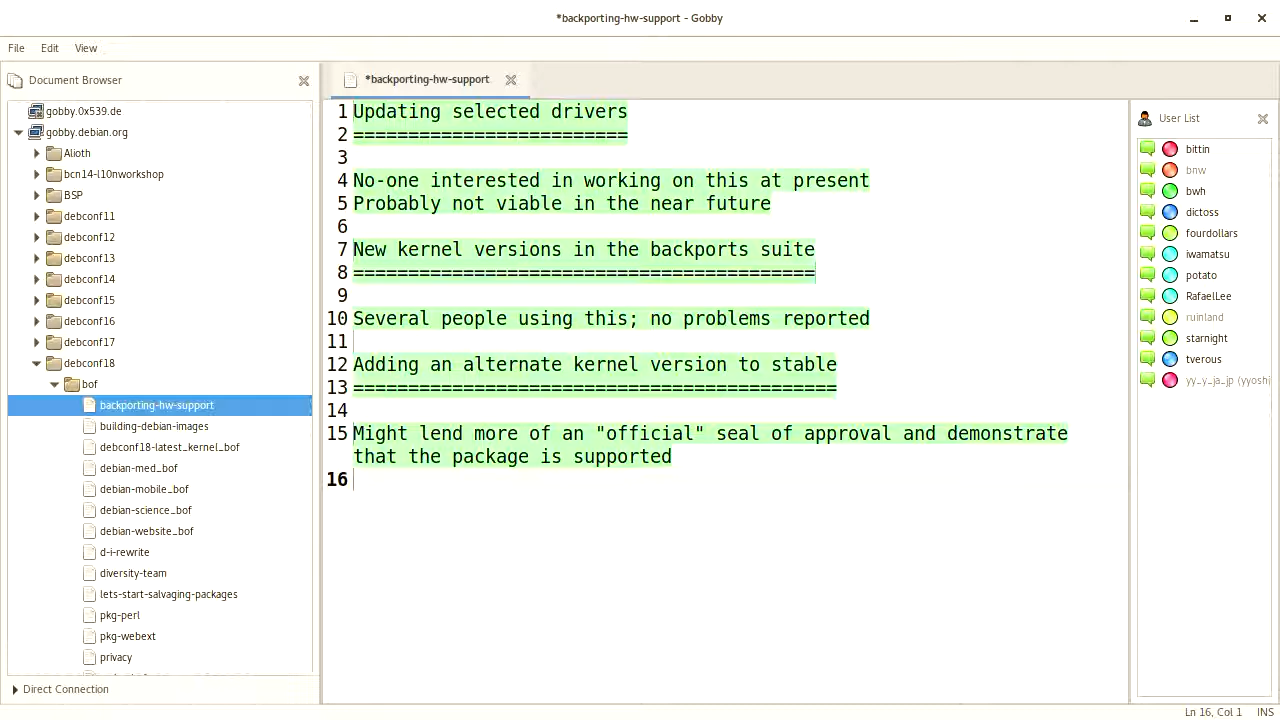 *backporting-hw-support - Gobby
File Edit View
Document Browser
gobby.0x539.de
gobby.debian.org
Alioth
bcn14-l10nworkshop
BSP
debconf11
debconf12
debconf13
debconf14
debconf15
debconf16
debconf17
debconf18
bof
backporting-hw-support
building-debian-images
debconf18-latest_kernel_bof
debian-med_bof
debian-mobile_bof
debian-science_bof
debian-website_bof
d-i-rewrite
diversity-team
lets-start-salvaging-packages
pkg-perl
pkg-webext
privacy
Direct Connection
*backporting-hw-support
1 Updating selected drivers
2 =========================
3
4 No-one interested in working on this at present
5 Probably not viable in the near future
6
7 New kernel versions in the backports suite
8 ==========================================
9
10 Several people using this; no problems reported
11
12 Adding an alternate kernel version to stable
13 ============================================
14
15 Might lend more of an "official" seal of approval and demonstrate
that the package is supported
16
User List
bittin
bnw
bwh
dictoss
fourdollars
iwamatsu
potato
RafaelLee
ruinland
starnight
tverous
yy_y_ja_jp (yyoshi
Ln 16, Col 1 INS